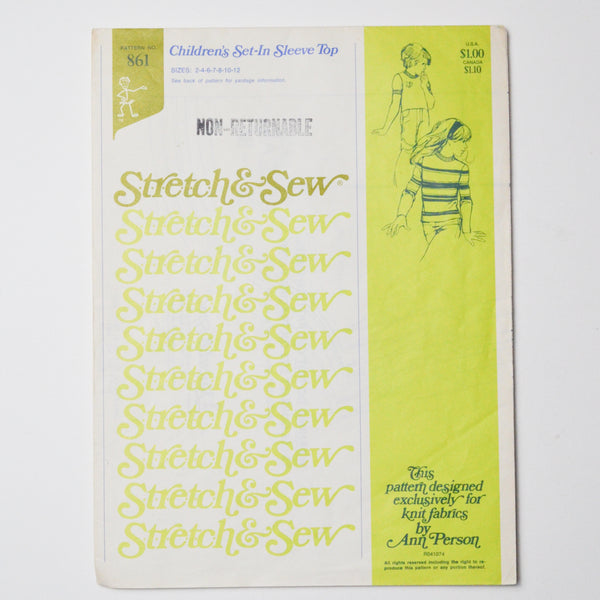 PATTERN NO.
861
Children's Set-In Sleeve Top
SIZES: 2-4-6-7-8-10-12
See back of pattern for yardage information.
NON-RETURNABLE
U.S.A.
$1.00
CANADA
$1.10
Stretch & Sew®
Stretch & Sew
Stretch & Sew
Stretch & Sew
Stretch & Sew
Stretch & Sew
Stretch & Sew
Stretch & Sew
Stretch & Sew
Stretch & Sew
This
pattern designed
exclusively for
knit fabrics
by
Ann Person
R041974
All rights reserved including the right to re-
produce this pattern or any portion thereof.